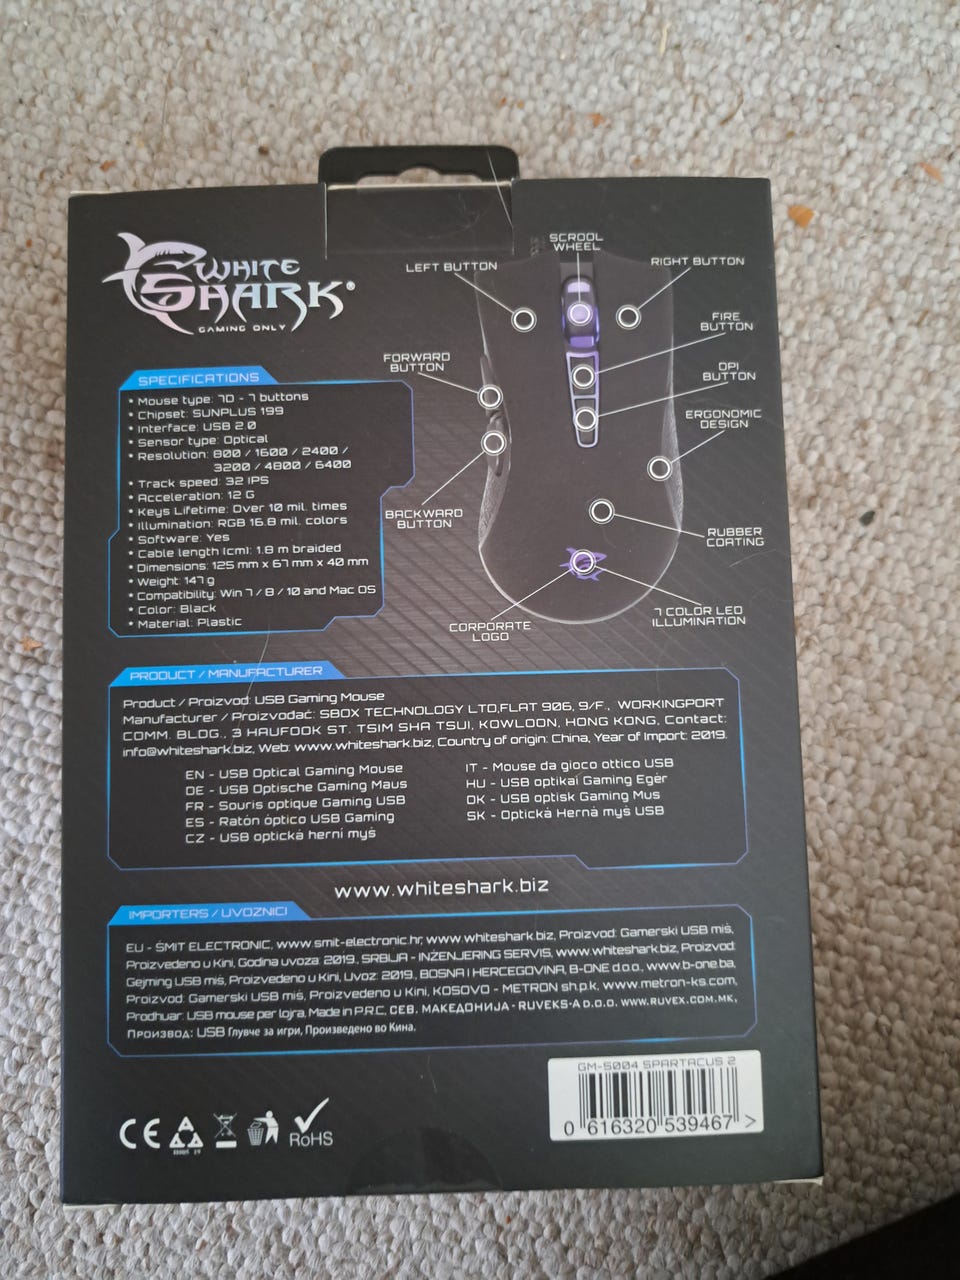 WHITE
SHARK®
GAMING ONLY
SCROOL
WHEEL
LEFT BUTTON
RIGHT BUTTON
FIRE
BUTTON
FORWARD
BUTTON
DPI
BUTTON
ERGONOMIC
DESIGN
BACKWARD
BUTTON
RUBBER
COATING
CORPORATE
LOGO
7 COLOR LED
ILLUMINATION
SPECIFICATIONS
* Mouse type: 7D - 7 buttons
* Chipset: SUNPLUS 199
* Interface: USB 2.0
* Sensor type: Optical
* Resolution: 800 / 1600 / 2400 /
3200 / 4800 / 6400
* Track speed: 32 IPS
* Acceleration: 12 G
* Keys Lifetime: Over 10 mil. times
* Illumination: RGB 16.8 mil. colors
* Software: Yes
* Cable length (cm): 1.8 m braided
* Dimensions: 125 mm x 67 mm x 40 mm
* Weight: 147 g
* Compatibility: Win 7 / 8 / 10 and Mac OS
* Color: Black
* Material: Plastic
PRODUCT / MANUFACTURER
Product / Proizvod: USB Gaming Mouse
Manufacturer / Proizvođač: SBOX TECHNOLOGY LTD,FLAT 906, 9/F., WORKINGPORT
COMM. BLDG., 3 HAUFOOK ST. TSIM SHA TSUI, KOWLOON, HONG KONG, Contact:
info@whiteshark.biz, Web: www.whiteshark.biz, Country of origin: China, Year of Import: 2019.
EN - USB Optical Gaming Mouse
DE - USB Optische Gaming Maus
FR - Souris optique Gaming USB
ES - Ratón óptico USB Gaming
CZ - USB optická herní myš
IT - Mouse da gioco ottico USB
HU - USB optikai Gaming Egér
DK - USB optisk Gaming Mus
SK - Optická Herná myš USB
www.whiteshark.biz
IMPORTERS / UVOZNICI
EU - ŠMIT ELECTRONIC, www.smit-electronic.hr, www.whiteshark.biz, Proizvod: Gamerski USB miš,
Proizvedeno u Kini, Godina uvoza: 2019., SRBIJA - INŽENJERING SERVIS, www.whiteshark.biz, Proizvod:
Gejming USB miš, Proizvedeno u Kini, Uvoz: 2019., BOSNA I HERCEGOVINA, B-ONE d.o.o., www.b-one.ba,
Proizvod: Gamerski USB miš, Proizvedeno u Kini, KOSOVO - METRON sh.p.k, www.metron-ks.com,
Prodhuar: USB mouse per lojra, Made in P.R.C, СЕВ. МАКЕДОНИЈА - RUVEKS-A D.O.O. www.ruvex.com.mk,
Производ: USB Глувче за игри, Произведено во Кина.
GM-5004 SPARTACUS 2
0 616320 539467 >
CE
RoHS